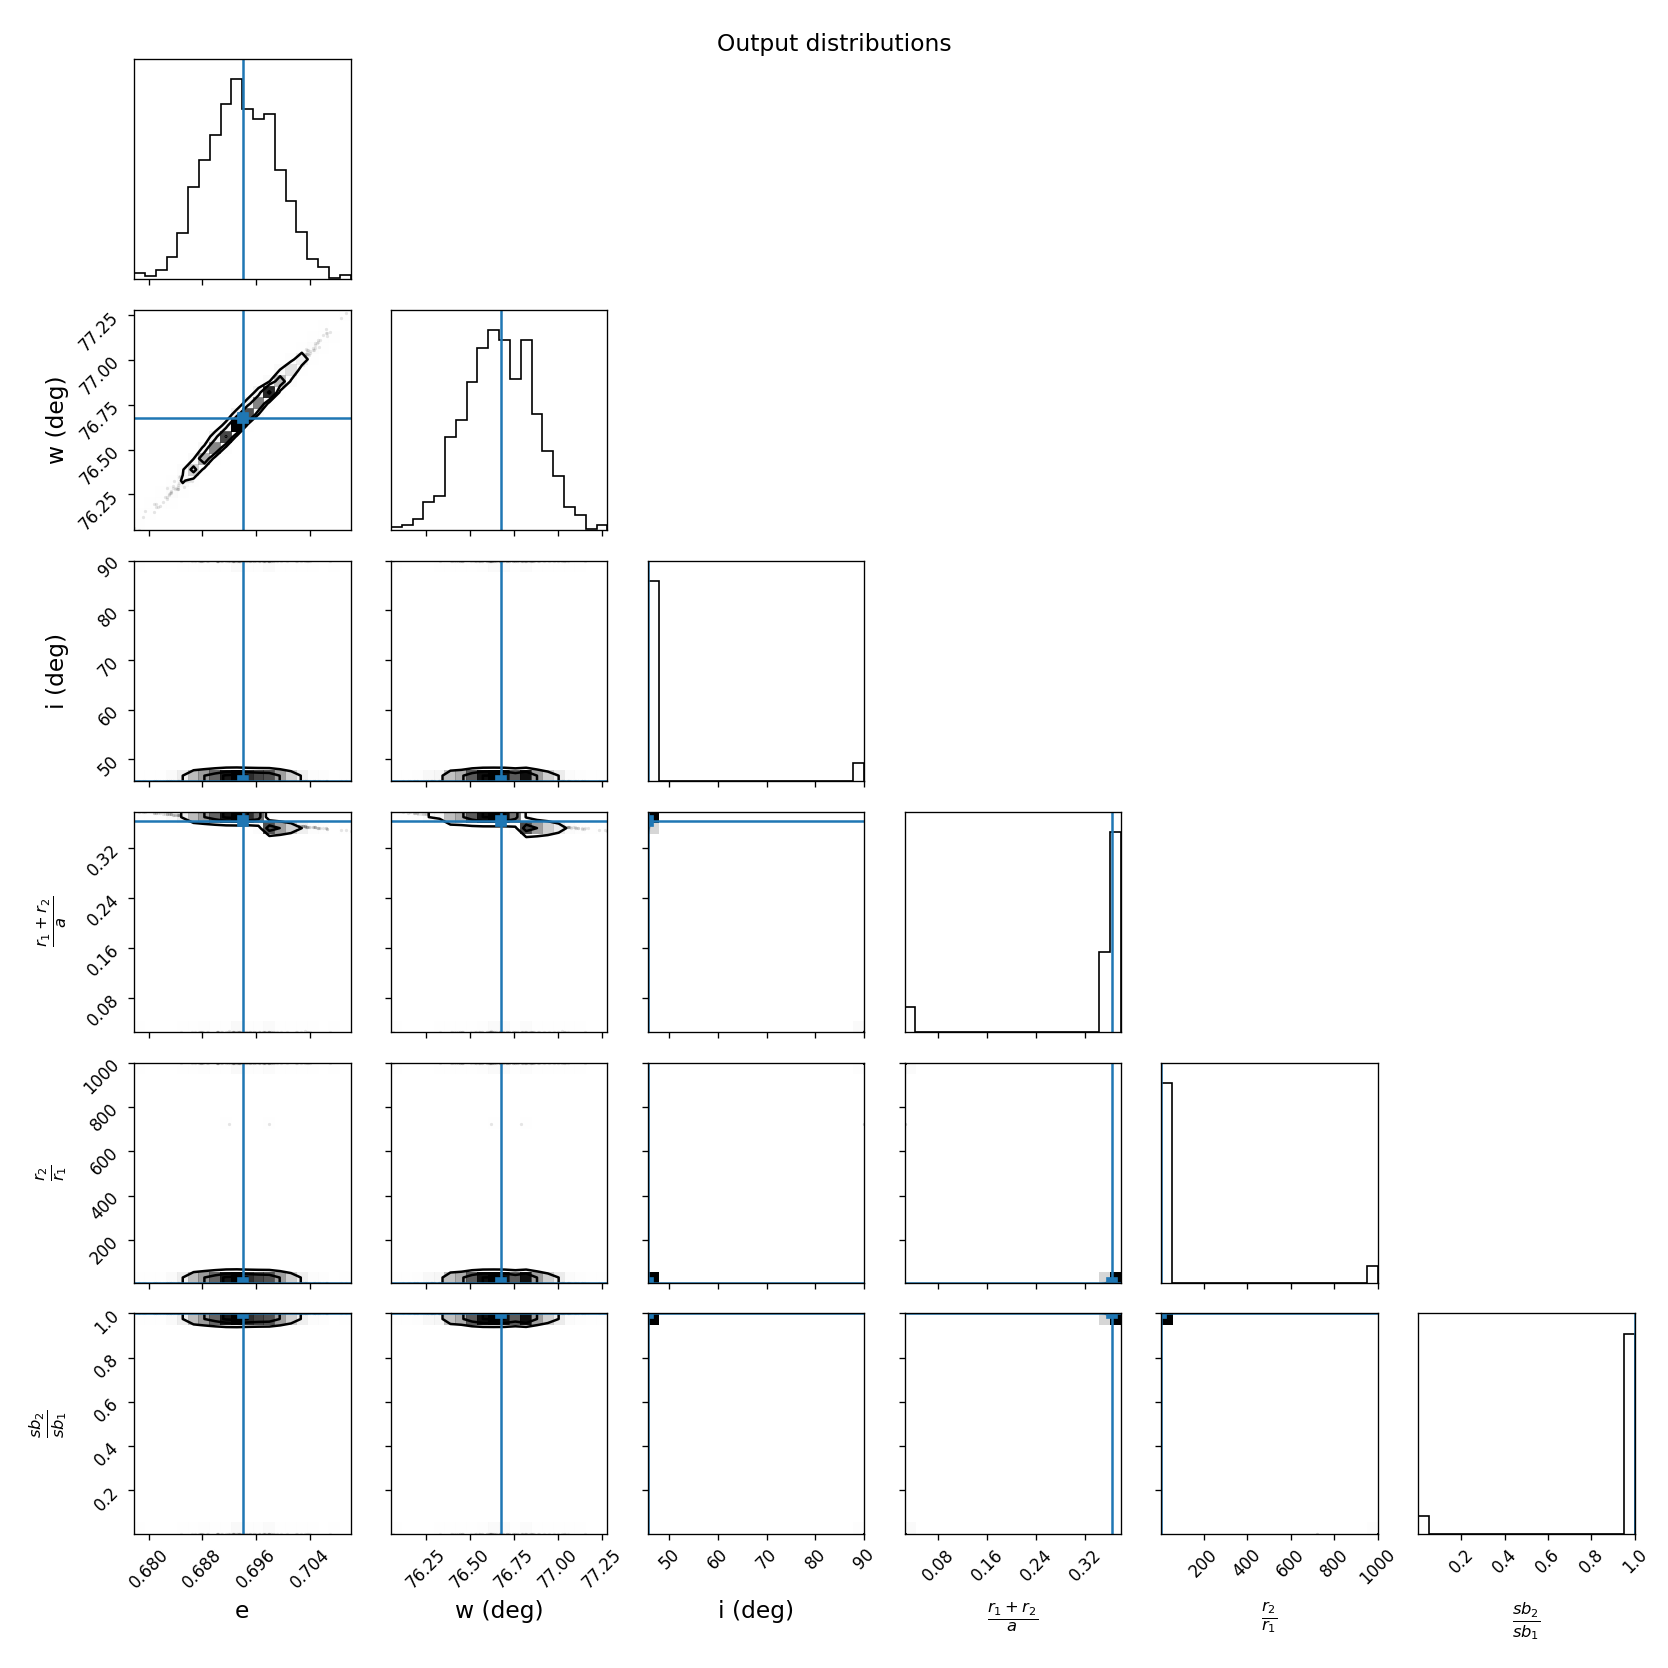 Output distributions
w (deg)
77.25
77.00
76.75
76.50
76.25
i (deg)
90
80
70
60
50
r₁ + r₂
a
0.32
0.24
0.16
0.08
r₂
r₁
1000
800
600
400
200
sb₂
sb₁
1.0
0.8
0.6
0.4
0.2
0.680 0.688 0.696 0.704
76.25 76.50 76.75 77.00 77.25
50 60 70 80 90
0.08 0.16 0.24 0.32
200 400 600 800 1000
0.2 0.4 0.6 0.8 1.0
e
w (deg)
i (deg)
r₁ + r₂
a
r₂
r₁
sb₂
sb₁